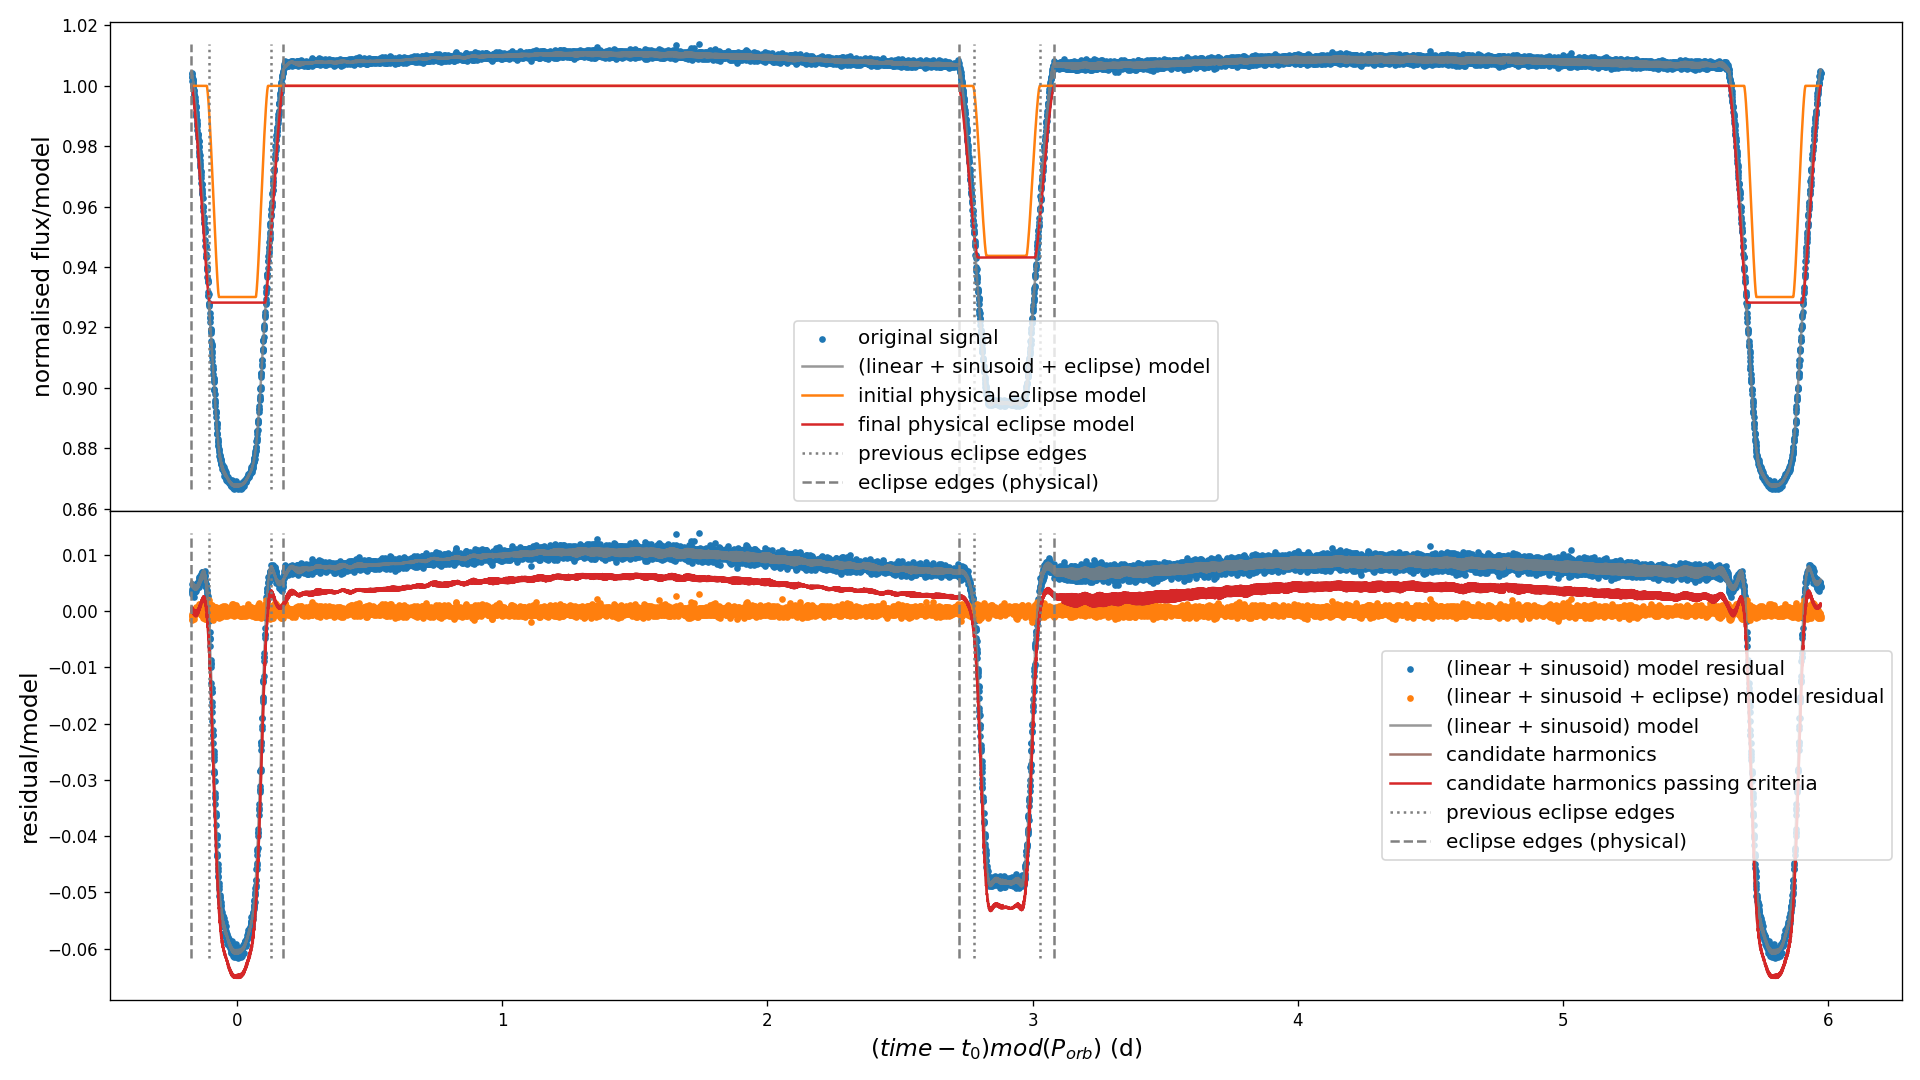 1.02
1.00
0.98
0.96
0.94
0.92
0.90
0.88
0.86
normalised flux/model
original signal
(linear + sinusoid + eclipse) model
initial physical eclipse model
final physical eclipse model
previous eclipse edges
eclipse edges (physical)
0.01
0.00
−0.01
−0.02
−0.03
−0.04
−0.05
−0.06
residual/model
(linear + sinusoid) model residual
(linear + sinusoid + eclipse) model residual
(linear + sinusoid) model
candidate harmonics
candidate harmonics passing criteria
previous eclipse edges
eclipse edges (physical)
0 1 2 3 4 5 6
(time − t₀)mod(Pₒᵣb) (d)